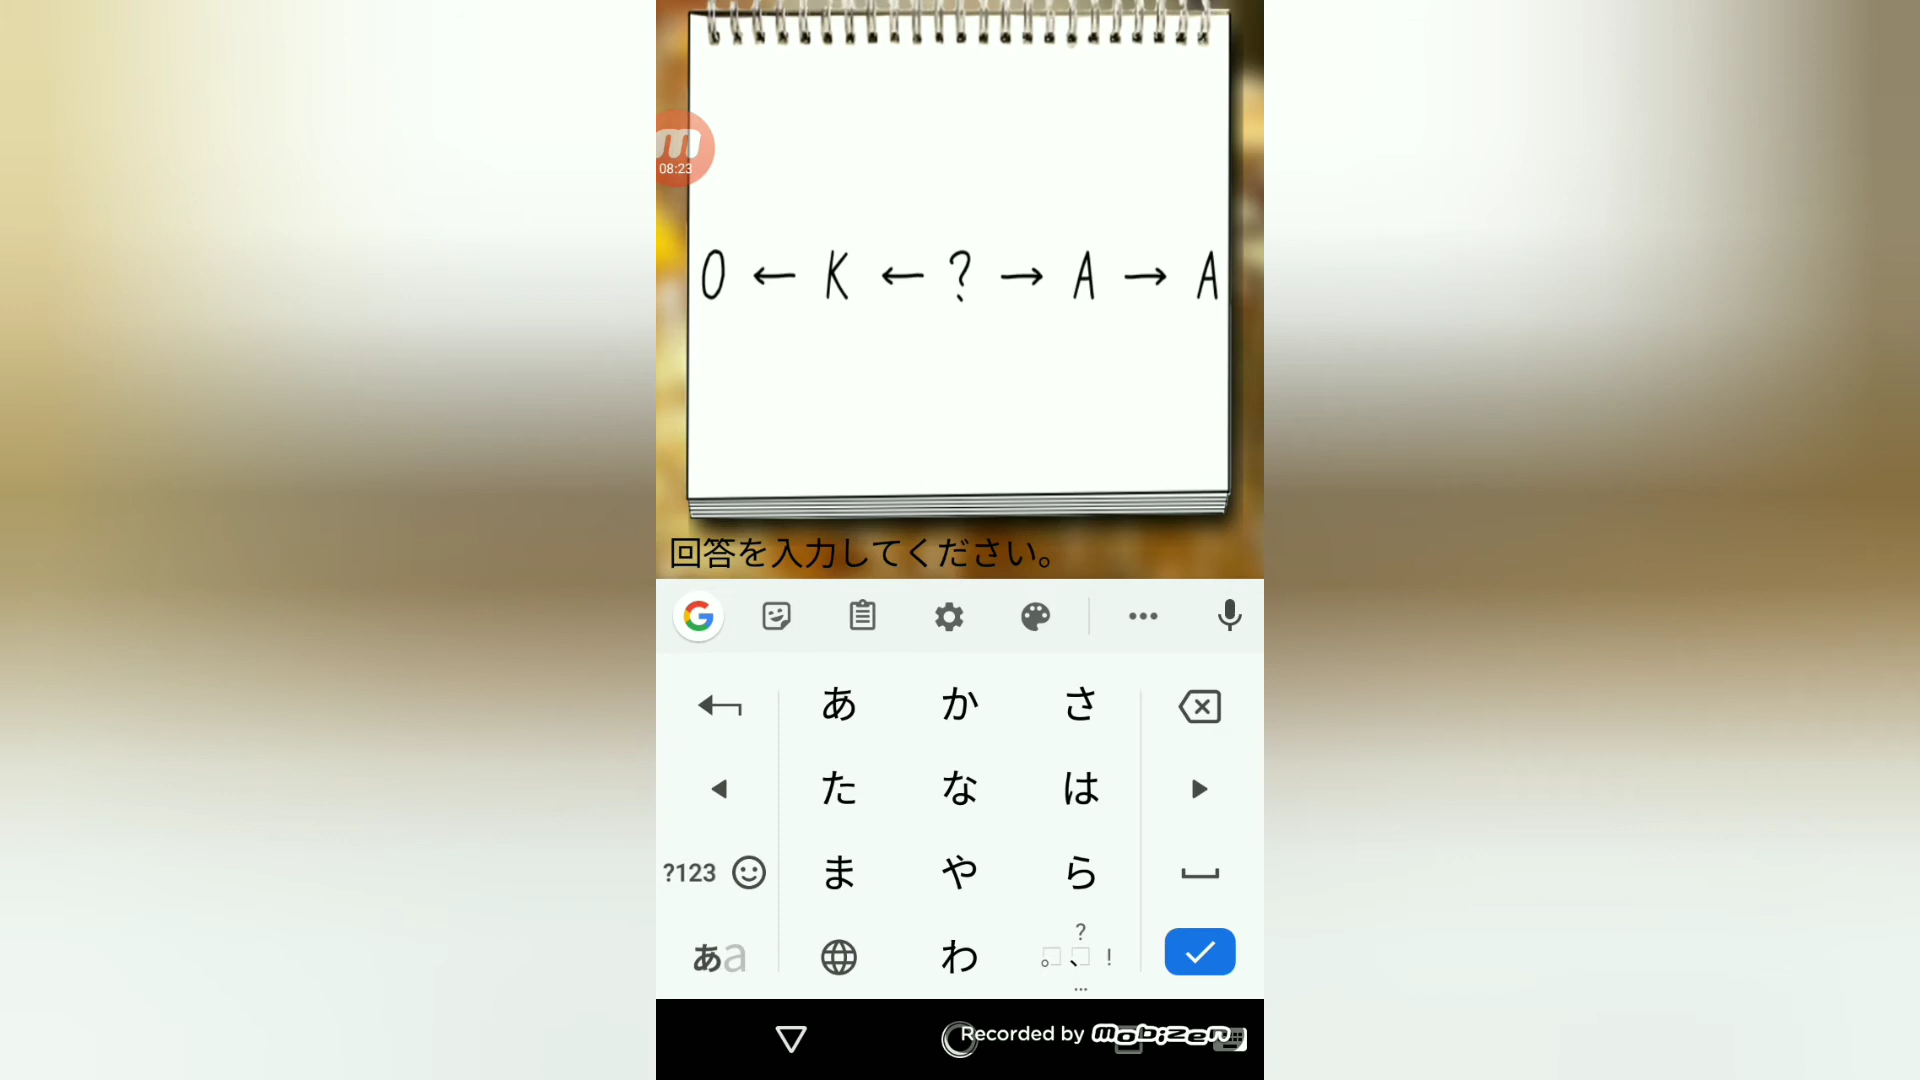 m
08:23
O ← K ← ? → A → A
回答を入力してください。
G
あ か さ
た な は
?123 ま や ら
あa わ 。 、 ? ! …
Recorded by mobizen